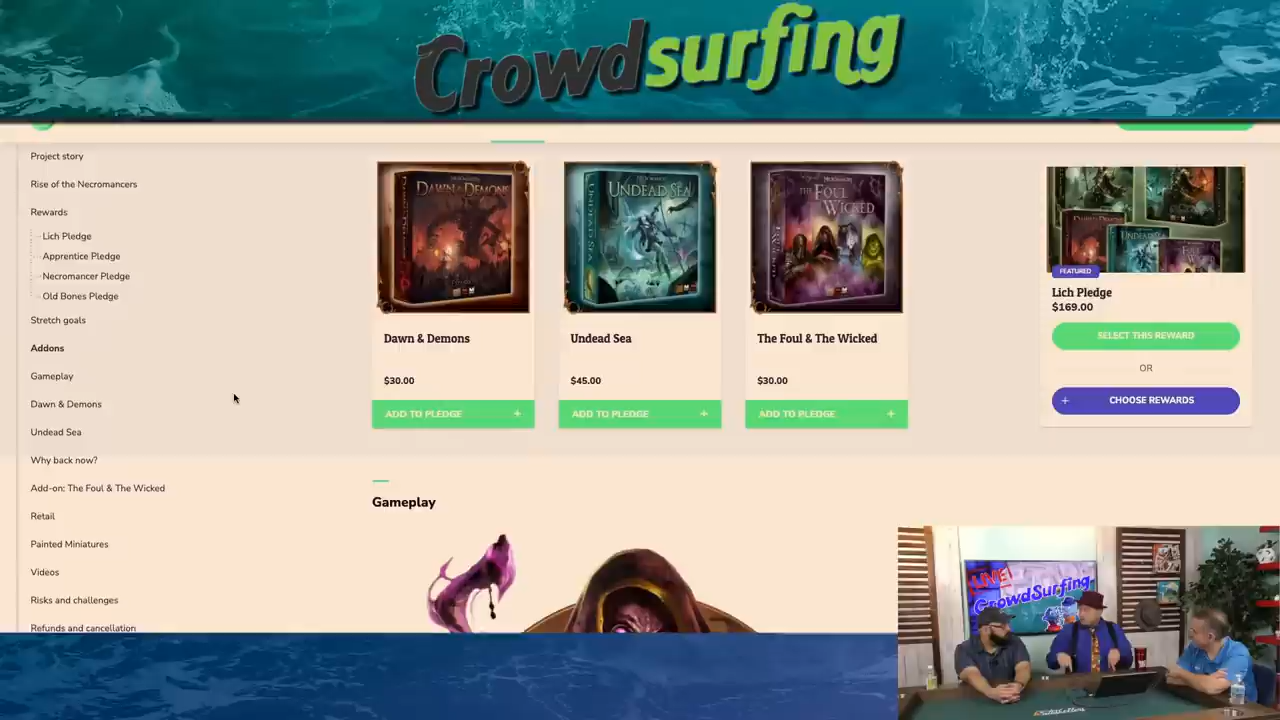 Crowdsurfing
Project story
Rise of the Necromancers
Rewards
Lich Pledge
Apprentice Pledge
Necromancer Pledge
Old Bones Pledge
Stretch goals
Addons
Gameplay
Dawn & Demons
Undead Sea
Why back now?
Add-on: The Foul & The Wicked
Retail
Painted Miniatures
Videos
Risks and challenges
Refunds and cancellation
DAWN & DEMONS
Dawn & Demons
$30.00
ADD TO PLEDGE +
UNDEAD SEA
Undead Sea
$45.00
ADD TO PLEDGE +
THE FOUL
WICKED
The Foul & The Wicked
$30.00
ADD TO PLEDGE +
Gameplay
FEATURED
Lich Pledge
$169.00
SELECT THIS REWARD
OR
+ CHOOSE REWARDS
LIVE!
CrowdSurfing